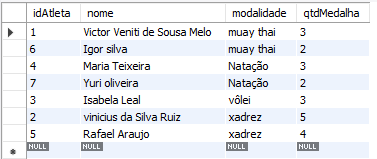 idAtleta nome modalidade qtdMedalha
1 Victor Veniti de Sousa Melo muay thai 3
6 Igor silva muay thai 2
4 Maria Teixeira Natação 3
7 Yuri oliveira Natação 2
3 Isabela Leal vôlei 3
2 vinicius da Silva Ruiz xadrez 5
5 Rafael Araujo xadrez 4
NULL NULL NULL NULL